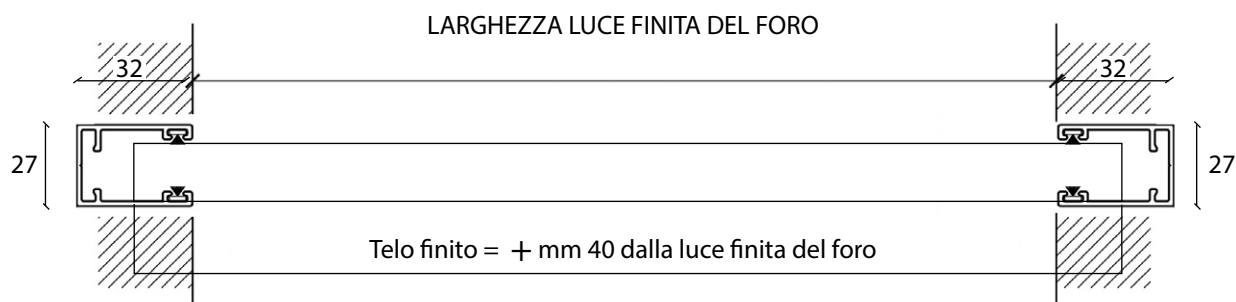 LARGHEZZA LUCE FINITA DEL FORO
32
32
27
27
Telo finito = + mm 40 dalla luce finita del foro